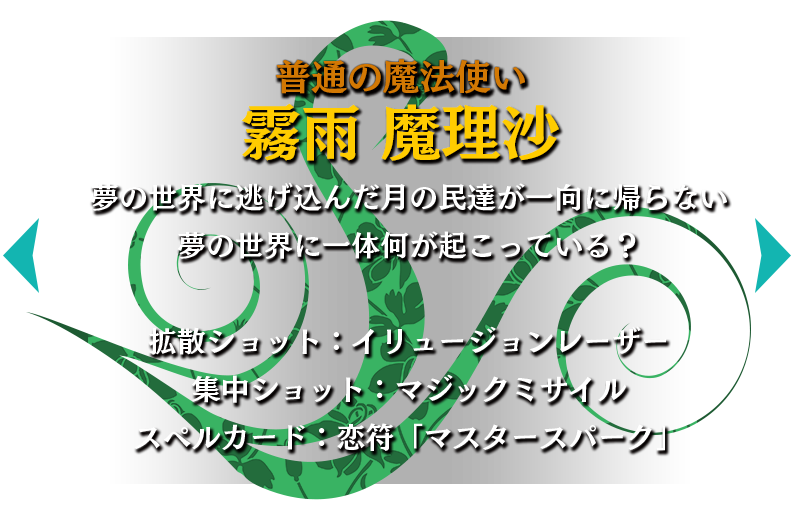 普通の魔法使い
霧雨 魔理沙
夢の世界に逃げ込んだ月の民達が一向に帰らない
夢の世界に一体何が起こっている？
拡散ショット：イリュージョンレーザー
集中ショット：マジックミサイル
スペルカード：恋符「マスタースパーク」